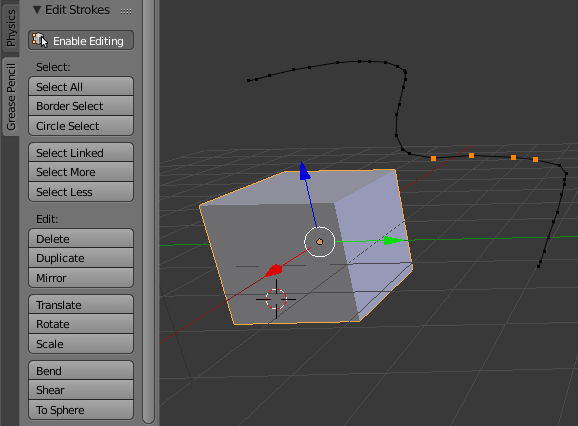 Physics
Grease Pencil
Edit Strokes
Enable Editing
Select:
Select All
Border Select
Circle Select
Select Linked
Select More
Select Less
Edit:
Delete
Duplicate
Mirror
Translate
Rotate
Scale
Bend
Shear
To Sphere